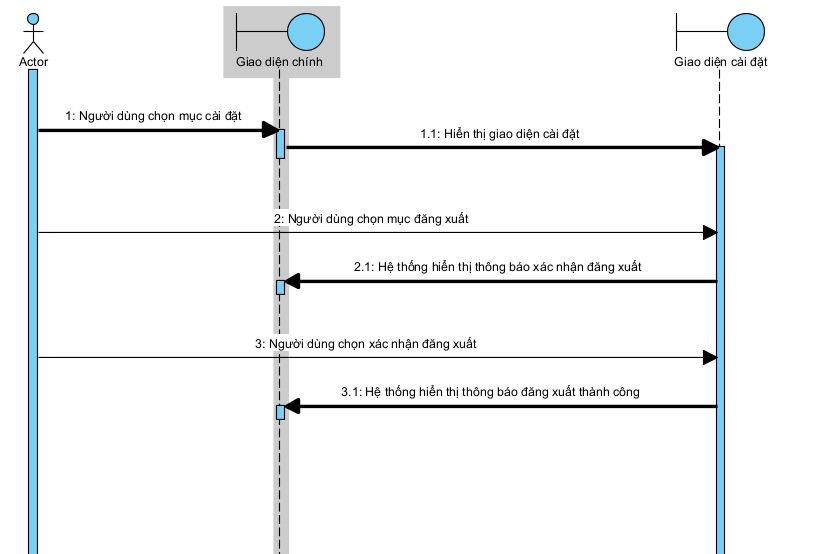 Actor
Giao diện chính
Giao diện cài đặt
1: Người dùng chọn mục cài đặt
1.1: Hiển thị giao diện cài đặt
2: Người dùng chọn mục đăng xuất
2.1: Hệ thống hiển thị thông báo xác nhận đăng xuất
3: Người dùng chọn xác nhận đăng xuất
3.1: Hệ thống hiển thị thông báo đăng xuất thành công